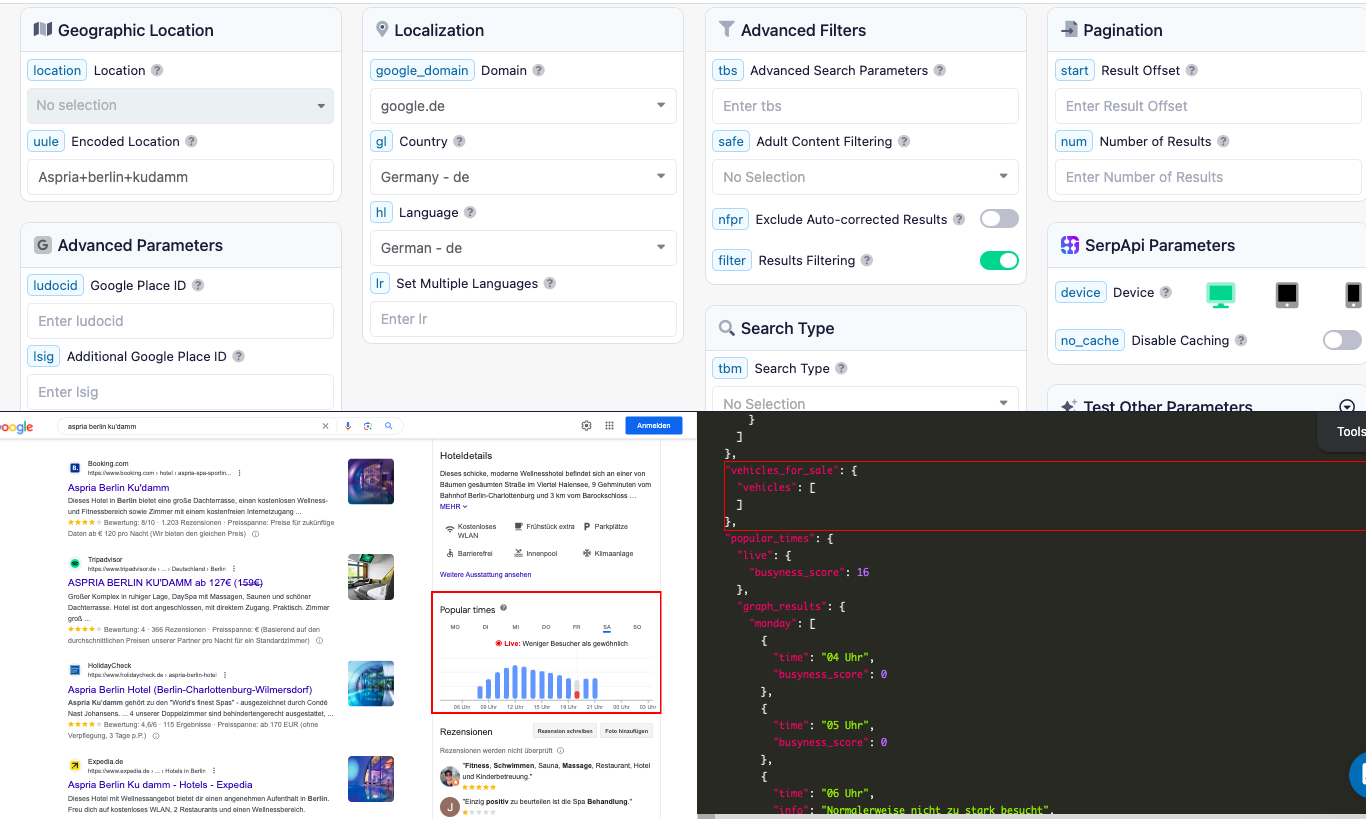 Geographic Location
location Location ?
No selection
uule Encoded Location ?
Aspria+berlin+kudamm
G Advanced Parameters
ludocid Google Place ID ?
Enter ludocid
lsig Additional Google Place ID ?
Enter lsig
Localization
google_domain Domain ?
google.de
gl Country ?
Germany - de
hl Language ?
German - de
lr Set Multiple Languages ?
Enter lr
Advanced Filters
tbs Advanced Search Parameters ?
Enter tbs
safe Adult Content Filtering ?
No Selection
nfpr Exclude Auto-corrected Results ?
filter Results Filtering ?
Search Type
tbm Search Type ?
No Selection
Pagination
start Result Offset ?
Enter Result Offset
num Number of Results ?
Enter Number of Results
SerpApi Parameters
device Device ?
no_cache Disable Caching ?
Test Other Parameters
oogle
aspria berlin ku'damm
Anmelden
B.
Booking.com
https://www.booking.com › hotel › aspria-spa-sportin...
Aspria Berlin Ku'damm
Dieses Hotel in Berlin bietet eine große Dachterrasse, einen kostenlosen Wellness-
und Fitnessbereich sowie Zimmer mit einem kostenfreien Internetzugang ...
Bewertung: 8/10 · 1.203 Rezensionen · Preisspanne: Preise für zukünftige
Daten ab € 120 pro Nacht (Wir bieten den gleichen Preis)
Tripadvisor
https://www.tripadvisor.de › ... › Deutschland › Berlin
ASPRIA BERLIN KU'DAMM ab 127€ (159€)
Großer Komplex in ruhiger Lage, DaySpa mit Massagen, Saunen und schöner
Dachterrasse. Hotel ist dort angeschlossen, mit direktem Zugang. Praktisch. Zimmer
groß ...
Bewertung: 4 · 366 Rezensionen · Preisspanne: € (Basierend auf den
durchschnittlichen Preisen unserer Partner pro Nacht für ein Standardzimmer)
HolidayCheck
https://www.holidaycheck.de › aspria-berlin-hotel
Aspria Berlin Hotel (Berlin-Charlottenburg-Wilmersdorf)
Aspria Ku'damm gehört zu den "World's finest Spas" - ausgezeichnet durch Condé
Nast Johansens. ... 4 unserer Doppelzimmer sind behindertengerecht ausgestattet, ...
Bewertung: 4,6/6 · 115 Ergebnisse · Preisspanne: ab 170 EUR (ohne
Verpflegung, 3 Tage p.P.)
Expedia.de
https://www.expedia.de › ... › Hotels in Berlin
Aspria Berlin Ku damm - Hotels - Expedia
Dieses Hotel mit Wellnessangebot bietet dir einen angenehmen Aufenthalt in Berlin.
Freu dich auf kostenloses WLAN, 2 Restaurants und einen Wellnessbereich.
Hoteldetails
Dieses schicke, moderne Wellnesshotel befindet sich an einer von
Bäumen gesäumten Straße im Viertel Halensee, 9 Gehminuten vom
Bahnhof Berlin-Charlottenburg und 3 km vom Barockschloss ...
MEHR
Kostenloses WLAN
Frühstück extra
P Parkplätze
Barrierefrei
Innenpool
Klimaanlage
Weitere Ausstattung ansehen
Popular times ?
MO DI MI DO FR SA SO
Live: Weniger Besucher als gewöhnlich
06 Uhr 09 Uhr 12 Uhr 15 Uhr 18 Uhr 21 Uhr 00 Uhr 03 Uhr
Rezensionen
Rezension schreiben
Foto hinzufügen
Rezensionen werden nicht überprüft
"Fitness, Schwimmen, Sauna, Massage, Restaurant, Hotel
und Kinderbetreuung."
J
"Einzig positiv zu beurteilen ist die Spa Behandlung."
}
]
},
"vehicles_for_sale": {
"vehicles": [
]
},
"popular_times": {
"live": {
"busyness_score": 16
},
"graph_results": {
"monday": [
{
"time": "04 Uhr",
"busyness_score": 0
},
{
"time": "05 Uhr",
"busyness_score": 0
},
{
"time": "06 Uhr",
"info": "Normalerweise nicht zu stark besucht",
Tools